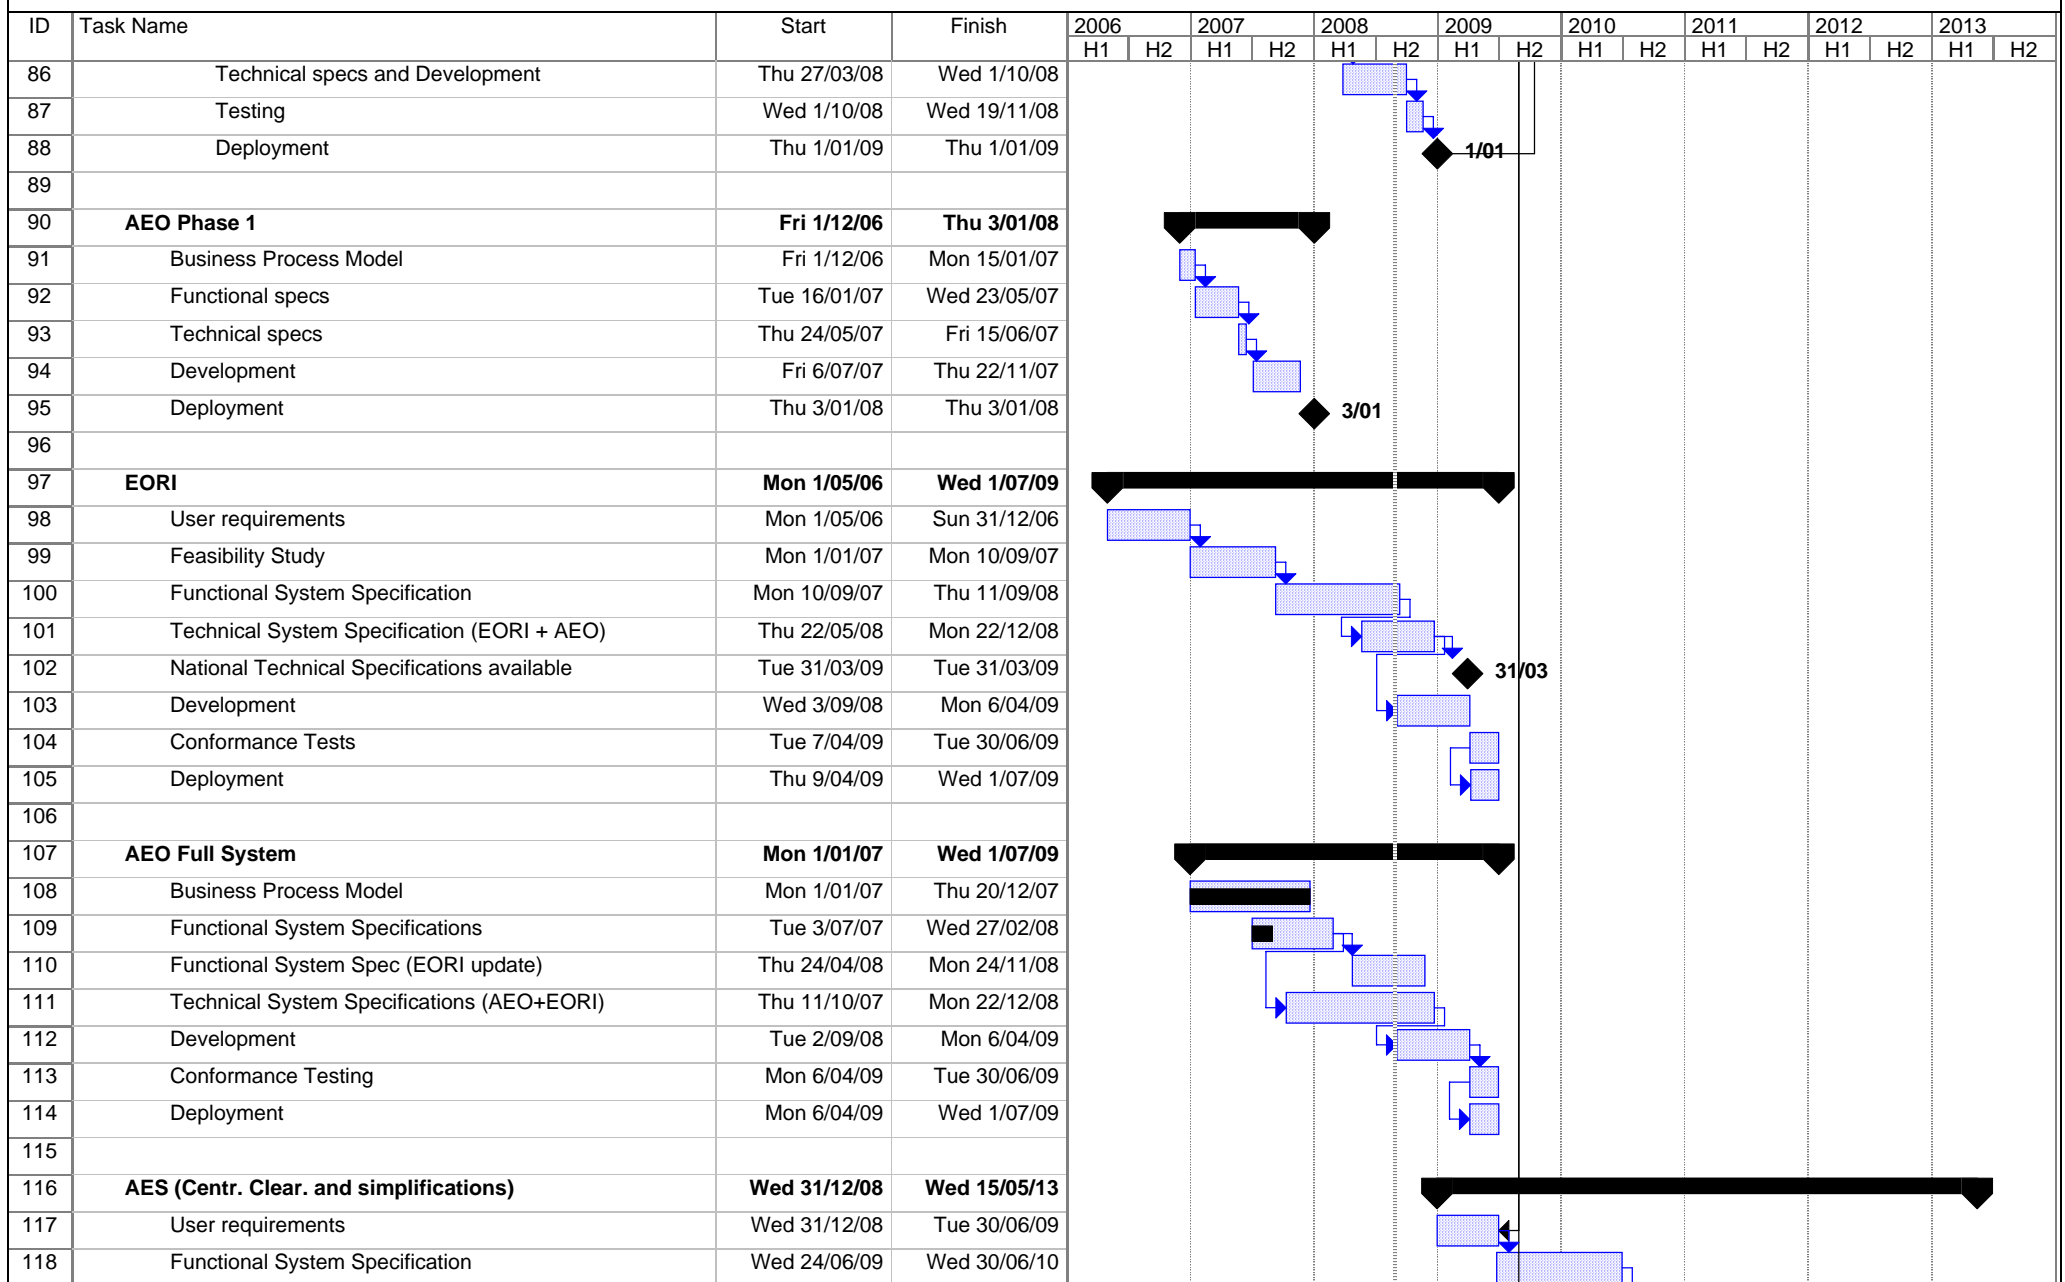 ID Task Name Start Finish 2006 2007 2008 2009 2010 2011 2012 2013
H1 H2 H1 H2 H1 H2 H1 H2 H1 H2 H1 H2 H1 H2 H1 H2
86 Technical specs and Development Thu 27/03/08 Wed 1/10/08
87 Testing Wed 1/10/08 Wed 19/11/08
88 Deployment Thu 1/01/09 Thu 1/01/09 1/01
89
90 AEO Phase 1 Fri 1/12/06 Thu 3/01/08
91 Business Process Model Fri 1/12/06 Mon 15/01/07
92 Functional specs Tue 16/01/07 Wed 23/05/07
93 Technical specs Thu 24/05/07 Fri 15/06/07
94 Development Fri 6/07/07 Thu 22/11/07
95 Deployment Thu 3/01/08 Thu 3/01/08 3/01
96
97 EORI Mon 1/05/06 Wed 1/07/09
98 User requirements Mon 1/05/06 Sun 31/12/06
99 Feasibility Study Mon 1/01/07 Mon 10/09/07
100 Functional System Specification Mon 10/09/07 Thu 11/09/08
101 Technical System Specification (EORI + AEO) Thu 22/05/08 Mon 22/12/08
102 National Technical Specifications available Tue 31/03/09 Tue 31/03/09 31/03
103 Development Wed 3/09/08 Mon 6/04/09
104 Conformance Tests Tue 7/04/09 Tue 30/06/09
105 Deployment Thu 9/04/09 Wed 1/07/09
106
107 AEO Full System Mon 1/01/07 Wed 1/07/09
108 Business Process Model Mon 1/01/07 Thu 20/12/07
109 Functional System Specifications Tue 3/07/07 Wed 27/02/08
110 Functional System Spec (EORI update) Thu 24/04/08 Mon 24/11/08
111 Technical System Specifications (AEO+EORI) Thu 11/10/07 Mon 22/12/08
112 Development Tue 2/09/08 Mon 6/04/09
113 Conformance Testing Mon 6/04/09 Tue 30/06/09
114 Deployment Mon 6/04/09 Wed 1/07/09
115
116 AES (Centr. Clear. and simplifications) Wed 31/12/08 Wed 15/05/13
117 User requirements Wed 31/12/08 Tue 30/06/09
118 Functional System Specification Wed 24/06/09 Wed 30/06/10